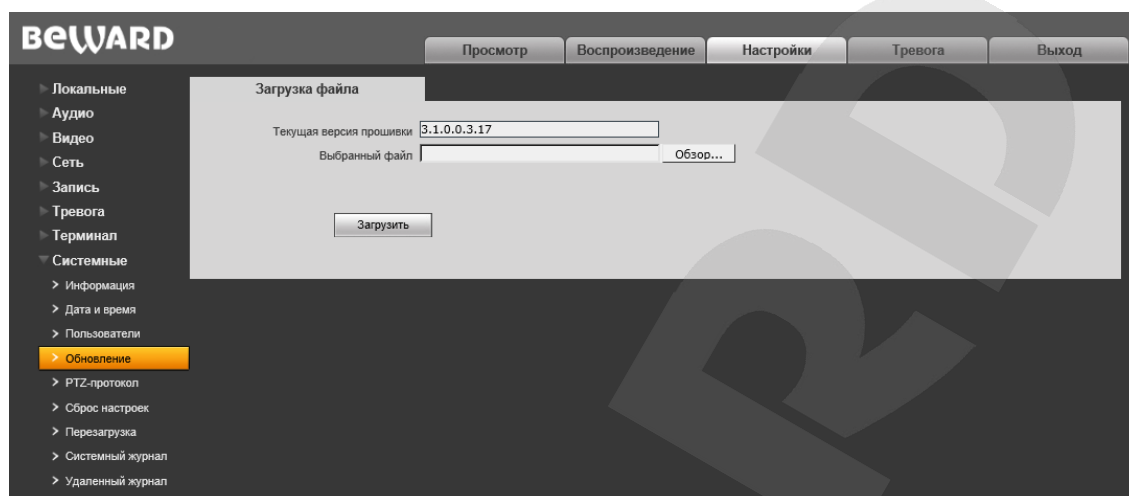 BEWARD
Просмотр
Воспроизведение
Настройки
Тревога
Выход
Локальные
Аудио
Видео
Сеть
Запись
Тревога
Терминал
Системные
Информация
Дата и время
Пользователи
Обновление
PTZ-протокол
Сброс настроек
Перезагрузка
Системный журнал
Удаленный журнал
Загрузка файла
Текущая версия прошивки 3.1.0.0.3.17
Выбранный файл Обзор...
Загрузить
RD